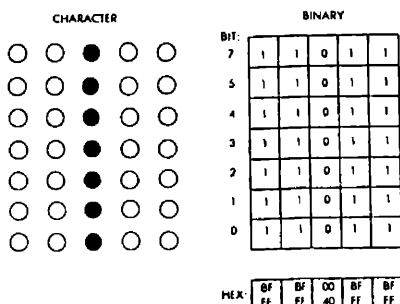 CHARACTER
BINARY
BIT:
7 1 1 0 1 1
5 1 1 0 1 1
4 1 1 0 1 1
3 1 1 0 1 1
2 1 1 0 1 1
1 1 1 0 1 1
0 1 1 0 1 1
HEX: BF BF 00 BF BF
FF FF 40 FF FF